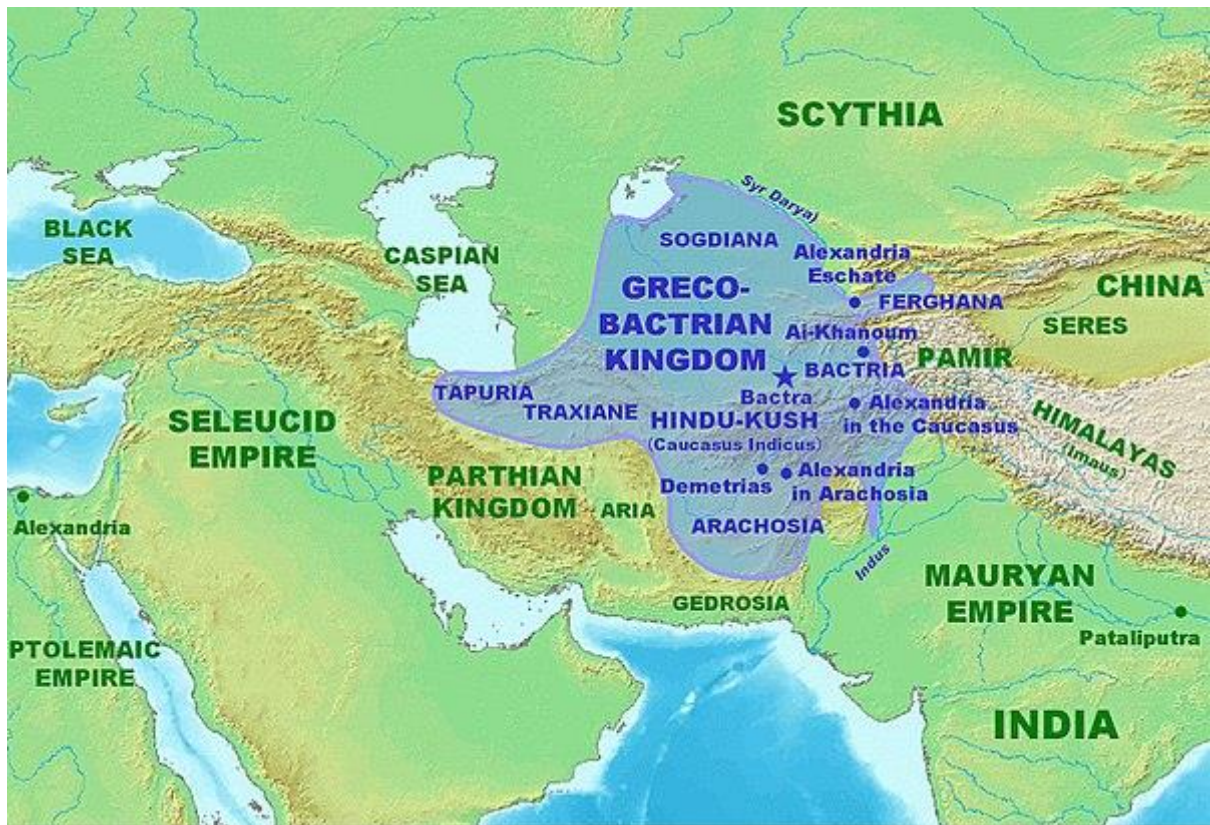 SCYTHIA
Syr Darya)
BLACK
SEA
CASPIAN
SEA
SOGDIANA
Alexandria
Eschate
GRECO-
BACTRIAN
KINGDOM
FERGHANA
CHINA
SERES
Ai-Khanoum
PAMIR
BACTRIA
Bactra
TAPURIA
TRAXIANE
HINDU-KUSH
(Caucasus Indicus)
Alexandria
in the Caucasus
HIMALAYAS
(Imaus)
SELEUCID
EMPIRE
PARTHIAN
KINGDOM
ARIA
Demetrias
Alexandria
in Arachosia
ARACHOSIA
Alexandria
Indus
MAURYAN
EMPIRE
GEDROSIA
Pataliputra
PTOLEMAIC
EMPIRE
INDIA